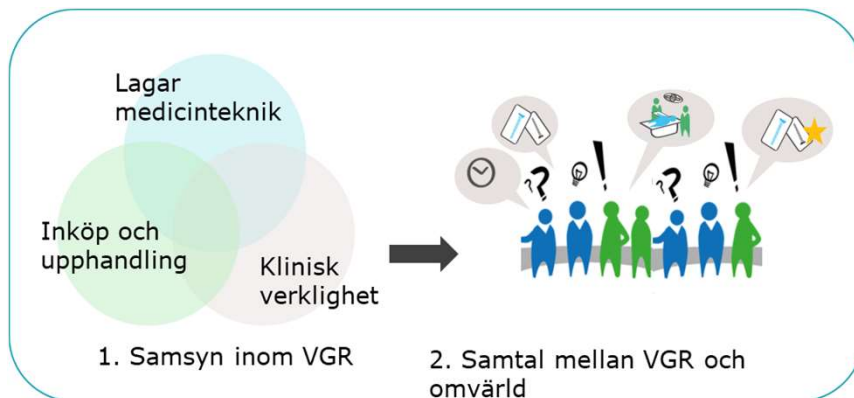 Lagar
medicinteknik
Inköp och
upphandling
Klinisk
verklighet
1. Samsyn inom VGR
? ! ? !
2. Samtal mellan VGR och
omvärld